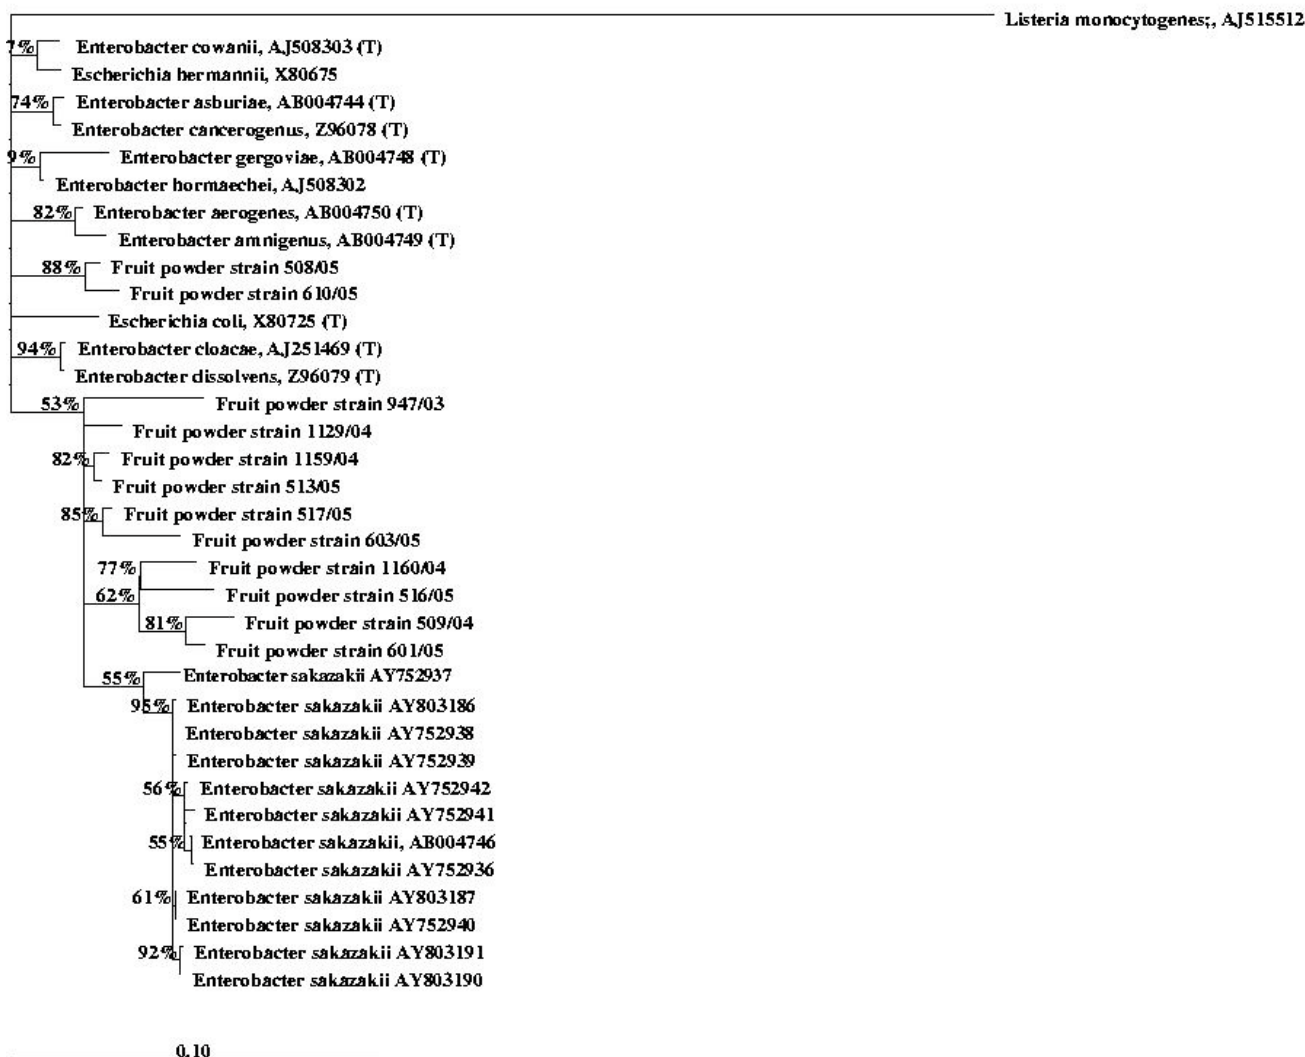 Listeria monocytogenes;, AJ515512
7% Enterobacter cowanii, AJ508303 (T)
Escherichia hermannii, X80675
74% Enterobacter asburiae, AB004744 (T)
Enterobacter cancerogenus, Z96078 (T)
9% Enterobacter gergoviae, AB004748 (T)
Enterobacter hormaechei, AJ508302
82% Enterobacter aerogenes, AB004750 (T)
Enterobacter amnigenus, AB004749 (T)
88% Fruit powder strain 508/05
Fruit powder strain 610/05
Escherichia coli, X80725 (T)
94% Enterobacter cloacae, AJ251469 (T)
Enterobacter dissolvens, Z96079 (T)
53% Fruit powder strain 947/03
Fruit powder strain 1129/04
82% Fruit powder strain 1159/04
Fruit powder strain 513/05
85% Fruit powder strain 517/05
Fruit powder strain 603/05
77% Fruit powder strain 1160/04
62% Fruit powder strain 516/05
81% Fruit powder strain 509/04
Fruit powder strain 601/05
55% Enterobacter sakazakii AY752937
95% Enterobacter sakazakii AY803186
Enterobacter sakazakii AY752938
Enterobacter sakazakii AY752939
56% Enterobacter sakazakii AY752942
Enterobacter sakazakii AY752941
55% Enterobacter sakazakii, AB004746
Enterobacter sakazakii AY752936
61% Enterobacter sakazakii AY803187
Enterobacter sakazakii AY752940
92% Enterobacter sakazakii AY803191
Enterobacter sakazakii AY803190
0.10